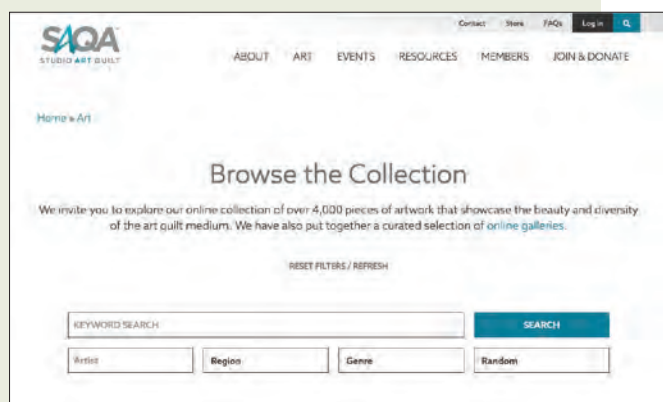 Contact Store FAQs Log in
SAQA
STUDIO ART QUILT
ABOUT ART EVENTS RESOURCES MEMBERS JOIN & DONATE
Home » Art
Browse the Collection
We invite you to explore our online collection of over 4,000 pieces of artwork that showcase the beauty and diversity
of the art quilt medium. We have also put together a curated selection of online galleries.
RESET FILTERS / REFRESH
KEYWORD SEARCH SEARCH
Artist Region Genre Random